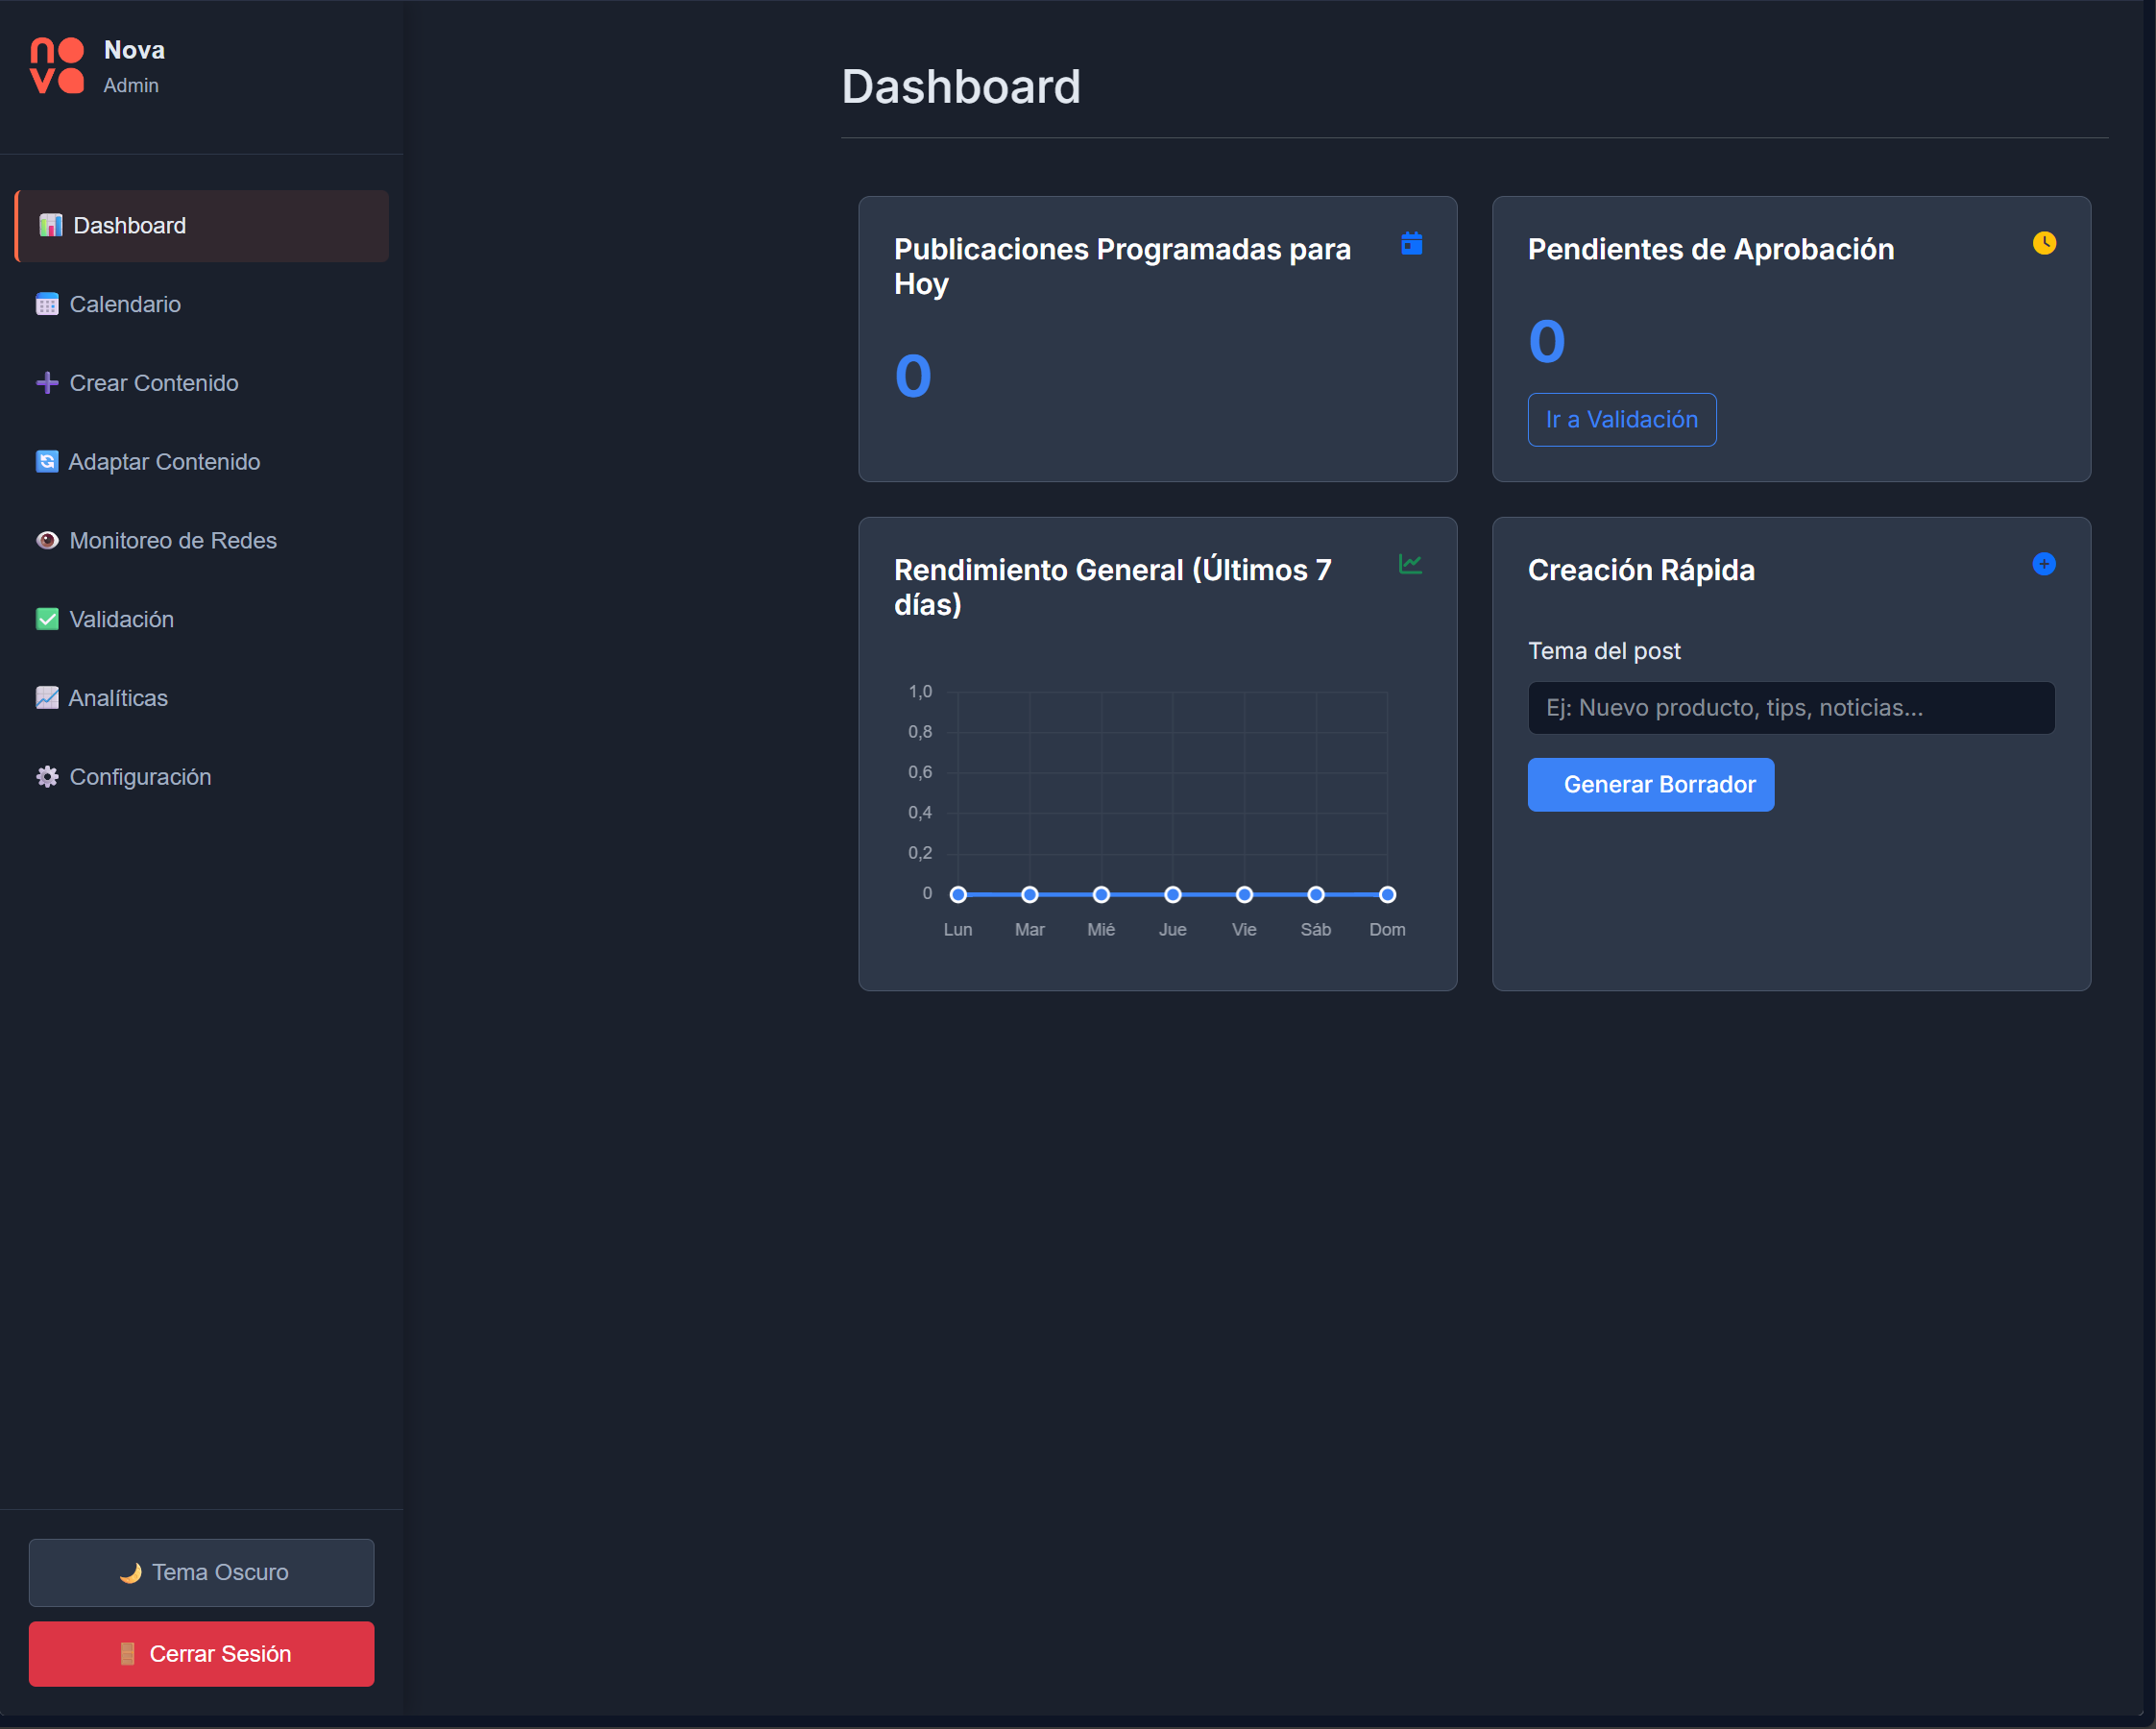 nova
Nova
Admin
Dashboard
Calendario
Crear Contenido
Adaptar Contenido
Monitoreo de Redes
Validación
Analíticas
Configuración
Tema Oscuro
Cerrar Sesión
Dashboard
Publicaciones Programadas para
Hoy
0
Pendientes de Aprobación
0
Ir a Validación
Rendimiento General (Últimos 7
días)
1,0
0,8
0,6
0,4
0,2
0
Lun Mar Mié Jue Vie Sáb Dom
Creación Rápida
Tema del post
Ej: Nuevo producto, tips, noticias...
Generar Borrador